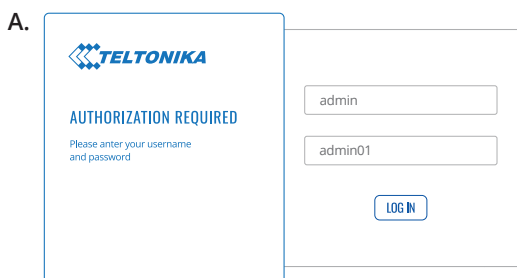 A.
TELTONIKA
AUTHORIZATION REQUIRED
Please anter your username
and password
admin
admin01
LOG IN